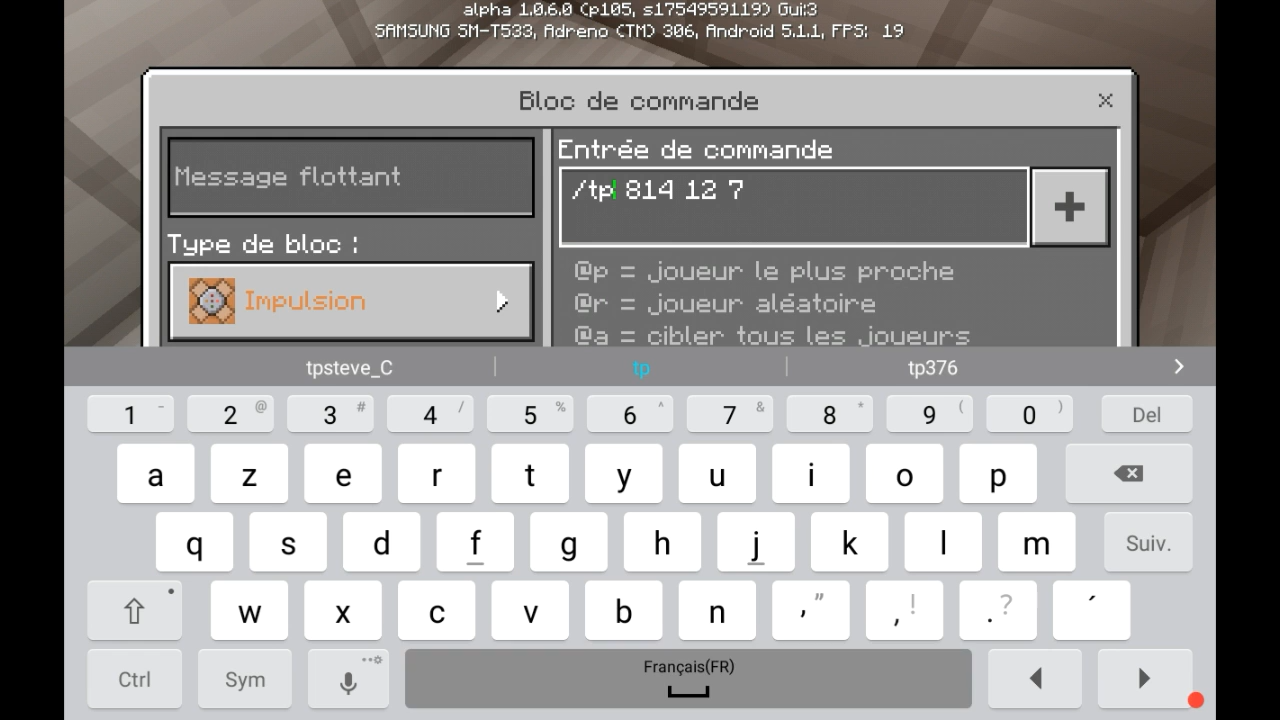 alpha 1.0.6.0 (p105, s1754959119) Gui:3
SAMSUNG SM-T533, Adreno (TM) 306, Android 5.1.1, FPS: 19
Bloc de commande
Message flottant
Entrée de commande
/tp 814 12 7
+
Type de bloc :
Impulsion
@p = joueur le plus proche
@r = joueur aléatoire
@a = cibler tous les joueurs
tpsteve_C tp tp376
1 - 2 @ 3 # 4 / 5 % 6 ^ 7 & 8 * 9 ( 0 ) Del
a z e r t y u i o p
q s d f g h j k l m Suiv.
w x c v b n ' " , ! . ? ´
Ctrl Sym Français(FR)